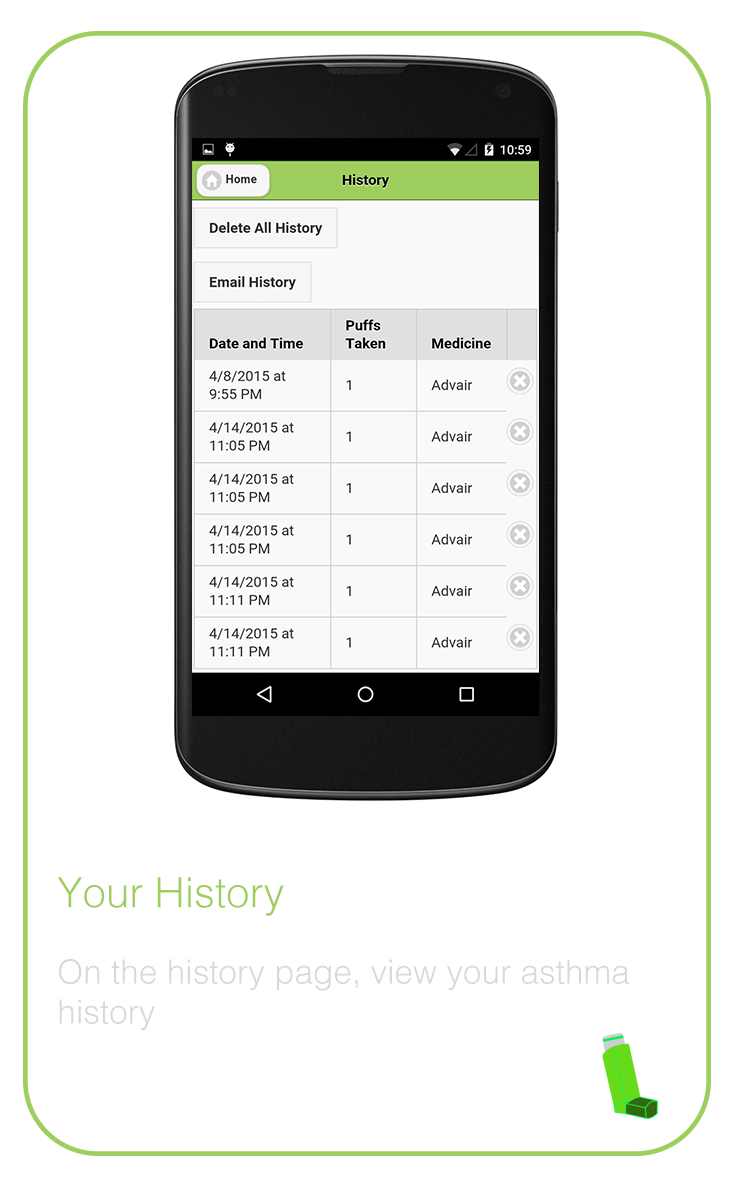 10:59
Home
History
Delete All History
Email History
Date and Time
Puffs
Taken
Medicine
4/8/2015 at
9:55 PM
1
Advair
4/14/2015 at
11:05 PM
1
Advair
4/14/2015 at
11:05 PM
1
Advair
4/14/2015 at
11:05 PM
1
Advair
4/14/2015 at
11:11 PM
1
Advair
4/14/2015 at
11:11 PM
1
Advair
Your History
On the history page, view your asthma
history